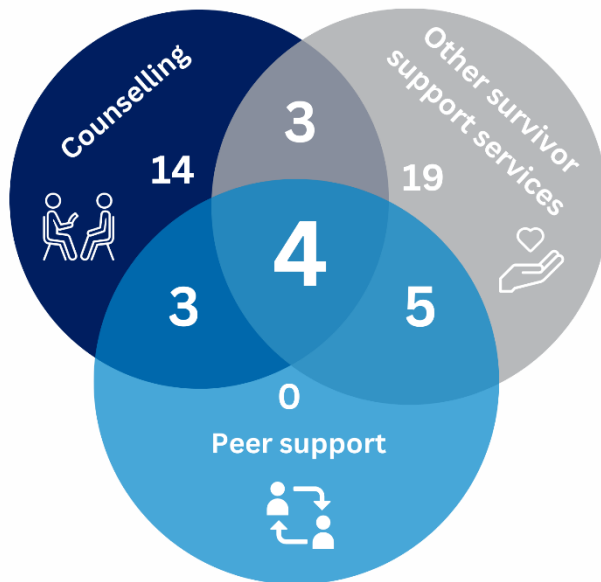 Counselling
Other survivor
support services
3
14
19
4
3
5
0
Peer support